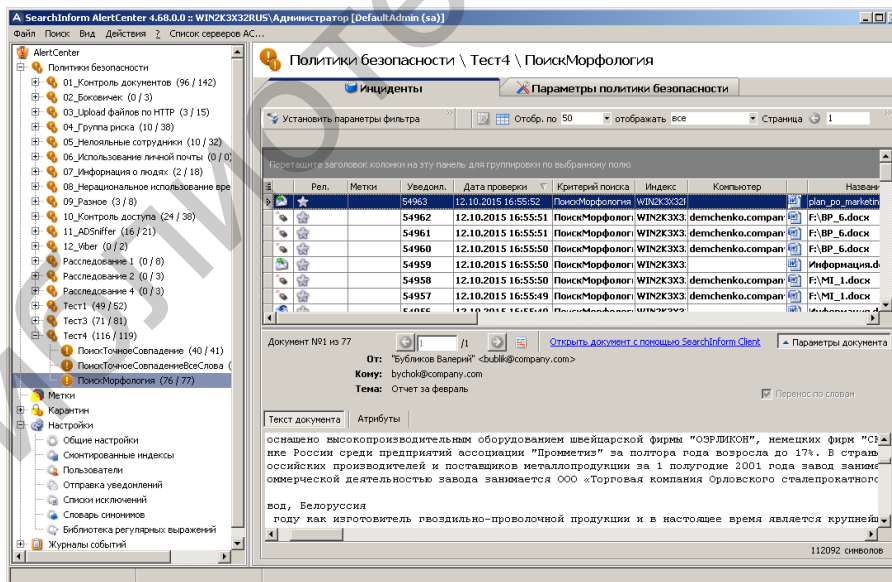 SearchInform AlertCenter 4.68.0.0 :: WIN2K3X32RUS\Администратор [DefaultAdmin (sa)]
Файл Поиск Вид Действия ? Список серверов AC...
AlertCenter
Политики безопасности
01_Контроль документов (96 / 142)
02_Боковичек (0 / 3)
03_Upload файлов по HTTP (3 / 15)
04_Группа риска (10 / 38)
05_Нелояльные сотрудники (10 / 32)
06_Использование личной почты (0 / 0)
07_Информация о людях (2 / 18)
08_Нерациональное использование вре
09_Разное (3 / 8)
10_Контроль доступа (24 / 38)
11_ADSniffer (16 / 21)
12_Viber (0 / 2)
Расследование 1 (0 / 8)
Расследование 2 (0 / 3)
Расследование 4 (0 / 3)
Тест1 (49 / 52)
Тест3 (71 / 81)
Тест4 (116 / 119)
ПоискТочноеСовпадение (40 / 41)
ПоискТочноеСовпадениеВсеСлова (
ПоискМорфология (76 / 77)
Метки
Карантин
Настройки
Общие настройки
Смонтированные индексы
Пользователи
Отправка уведомлений
Списки исключений
Словарь синонимов
Библиотека регулярных выражений
Журналы событий
Политики безопасности \ Тест4 \ ПоискМорфология
Инциденты Параметры политики безопасности
Установить параметры фильтра Отобр. по 50 отображать все Страница 1
Перетащите заголовок колонки на эту панель для группировки по выбранному полю
Рел. Метки Уведомл. Дата проверки Критерий поиска Индекс Компьютер Назван
54963 12.10.2015 16:55:52 ПоискМорфология WIN2K3X32 plan_po_marketin
54962 12.10.2015 16:55:51 ПоискМорфолог WIN2K3X3 demchenko.compan F:\BP_6.docx
54961 12.10.2015 16:55:51 ПоискМорфолог WIN2K3X3 demchenko.compan F:\BP_6.docx
54960 12.10.2015 16:55:50 ПоискМорфолог WIN2K3X3 demchenko.compan F:\BP_6.docx
54959 12.10.2015 16:55:50 ПоискМорфолог WIN2K3X3 Информация.d
54958 12.10.2015 16:55:50 ПоискМорфолог WIN2K3X3 demchenko.compan F:\MI_1.docx
54957 12.10.2015 16:55:49 ПоискМорфолог WIN2K3X3 demchenko.compan F:\MI_1.docx
Документ №1 из 77 1 /1 Открыть документ с помощью SearchInform Client Параметры документа
От: "Бубликов Валерий" <bublik@company.com>
Кому: bychok@company.com
Тема: Отчет за февраль
Перенос по словам
Текст документа Атрибуты
оснащено высокопроизводительным оборудованием швейцарской фирмы "ОЭРЛИКОН", немецких фирм
нке России среди предприятий ассоциации "Промметиз" за полтора года возросла до 17%. В стран
оссийских производителей и поставщиков металлопродукции за 1 полугодие 2001 года завод заним
оммерческой деятельностью завода занимается ООО «Торговая компания Орловского сталепрокатног
вод, Белоруссия
году как изготовитель гвоздильно-проволочной продукции и в настоящее время является крупнейш
112092 символов